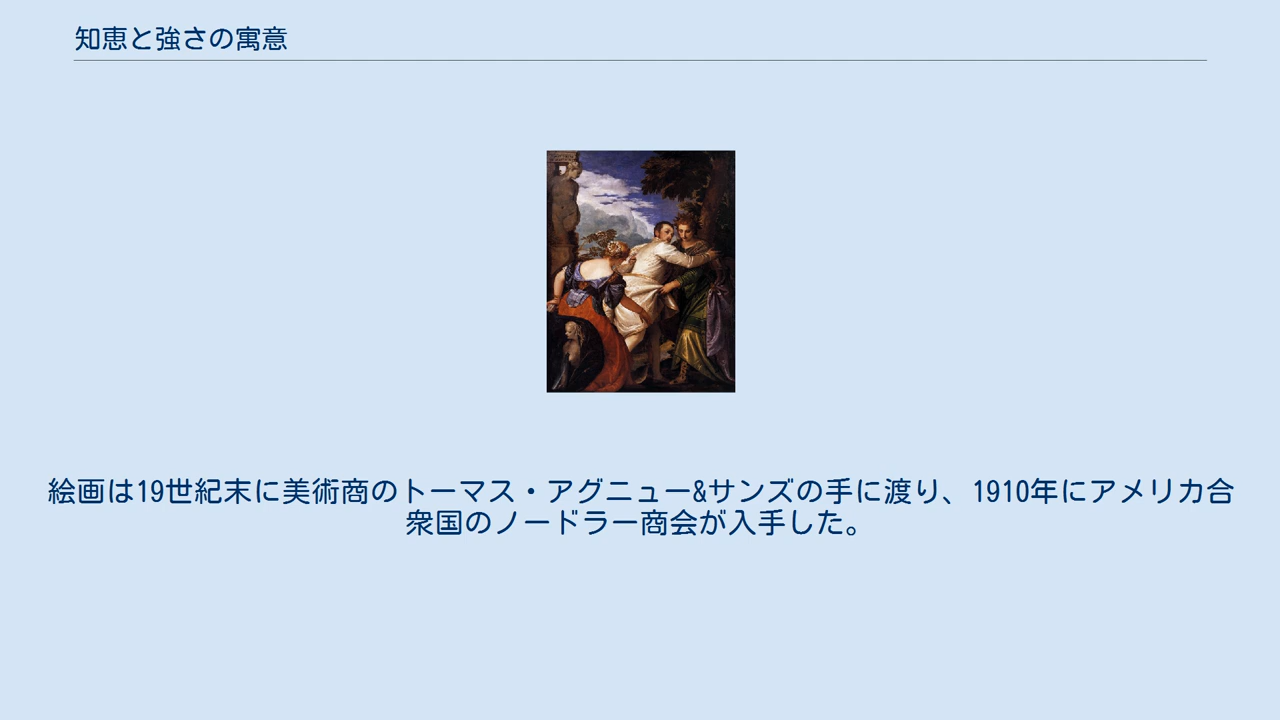 知恵と強さの寓意
絵画は19世紀末に美術商のトーマス・アグニュー&サンズの手に渡り、1910年にアメリカ合
衆国のノードラー商会が入手した。